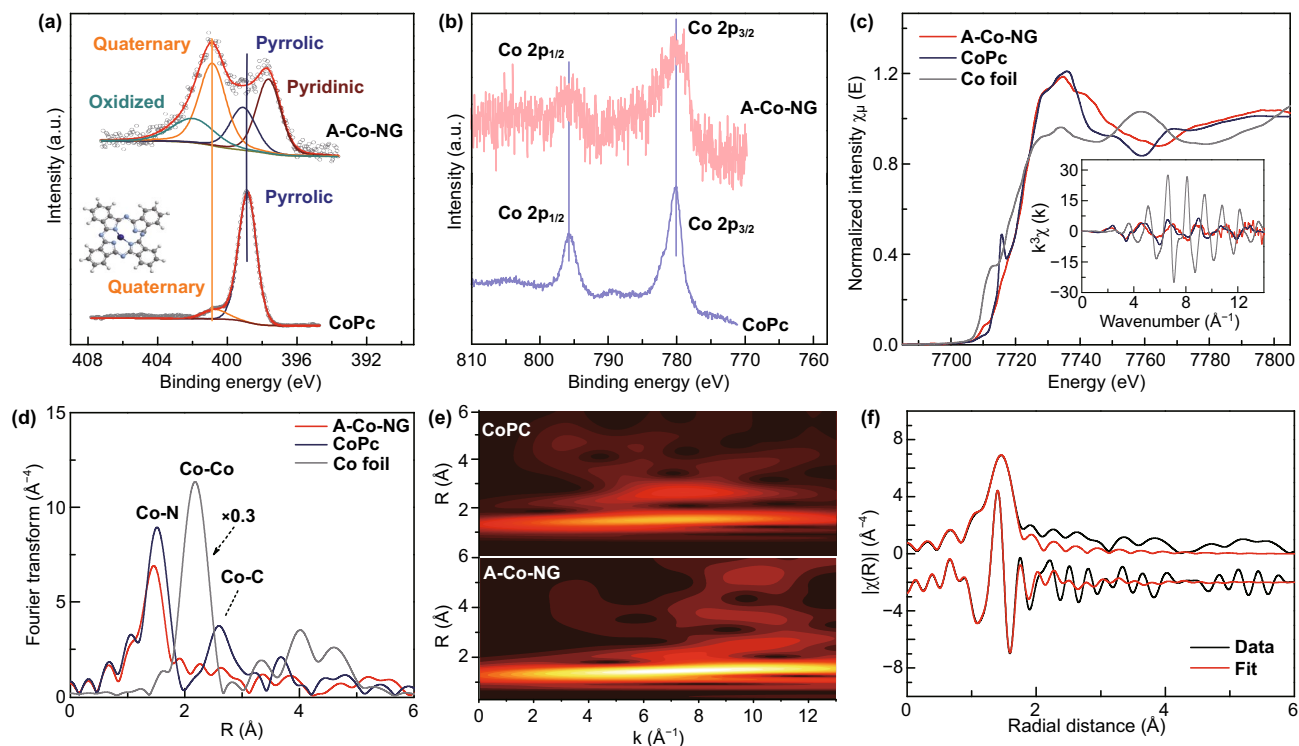 (a)
Quaternary
Pyrrolic
Pyridinic
Oxidized
A-Co-NG
Pyrrolic
Quaternary
CoPc
Intensity (a.u.)
408 404 400 396 392
Binding energy (eV)
(b)
Co 2p3/2
Co 2p1/2
A-Co-NG
Co 2p1/2
Co 2p3/2
CoPc
Intensity (a.u.)
810 800 790 780 770 760
Binding energy (eV)
(c)
A-Co-NG
CoPc
Co foil
Normalized intensity χμ (E)
1.2
0.8
0.4
0.0
7700 7720 7740 7760 7780 7800
Energy (eV)
k³χ (k)
30
15
0
−15
−30
0 4 8 12
Wavenumber (Å⁻¹)
(d)
A-Co-NG
CoPc
Co foil
Co-Co
Co-N
×0.3
Co-C
Fourier transform (Å⁻⁴)
15
10
5
0
0 2 4 6
R (Å)
(e)
CoPC
R (Å)
6
4
2
A-Co-NG
R (Å)
6
4
2
0 2 4 6 8 10 12
k (Å⁻¹)
(f)
|χ(R)| (Å⁻⁴)
8
4
0
−4
−8
Data
Fit
0 2 4 6
Radial distance (Å)